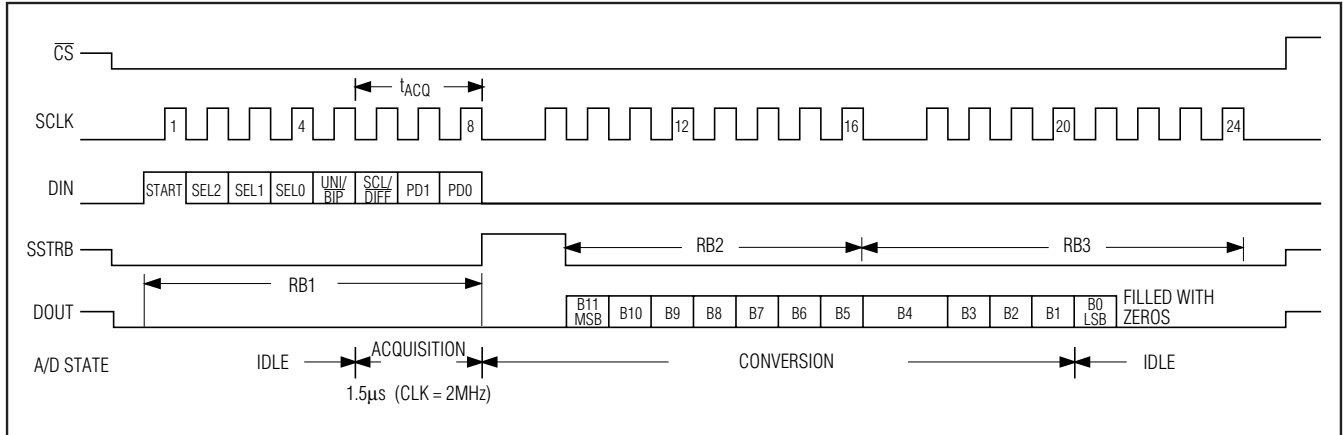 CS
tACQ
SCLK 1 4 8 12 16 20 24
DIN START SEL2 SEL1 SEL0 UNI/BIP SCL/DIFF PD1 PD0
SSTRB RB2 RB3
RB1
DOUT B11 MSB B10 B9 B8 B7 B6 B5 B4 B3 B2 B1 B0 LSB FILLED WITH ZEROS
A/D STATE IDLE ACQUISITION CONVERSION IDLE
1.5μs (CLK = 2MHz)